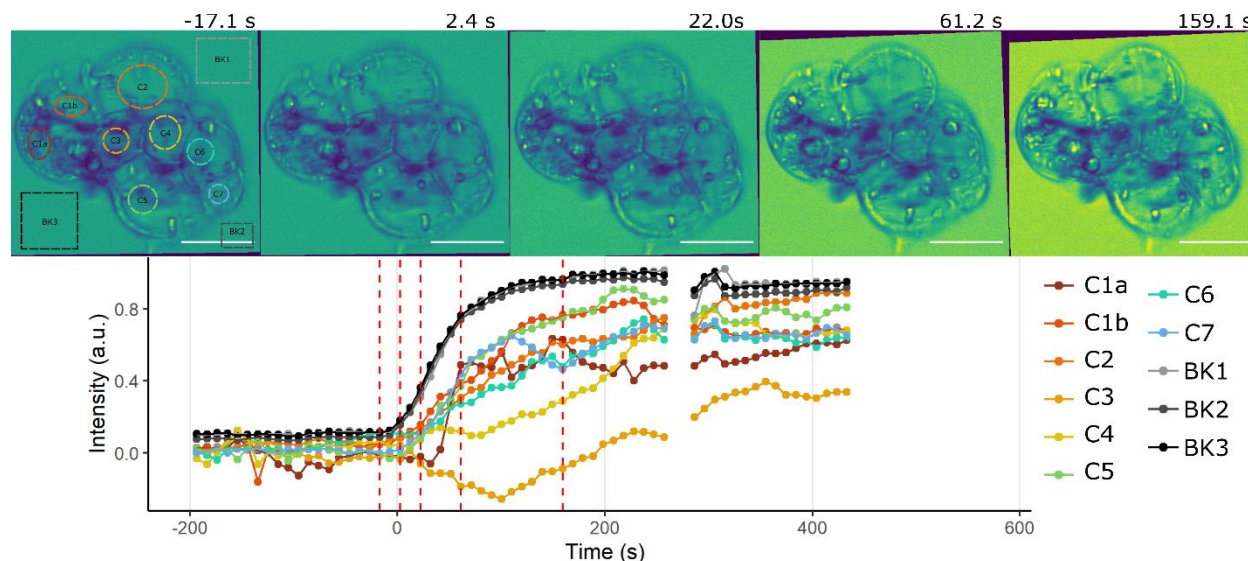 -17.1 s 2.4 s 22.0s 61.2 s 159.1 s
BK1
C2
C1b
C3 C4
C1a C6
C5 C7
BK3 BK2
Intensity (a.u.)
0.8
0.4
0.0
-200 0 200 400 600
Time (s)
C1a C6
C1b C7
C2 BK1
C3 BK2
C4 BK3
C5